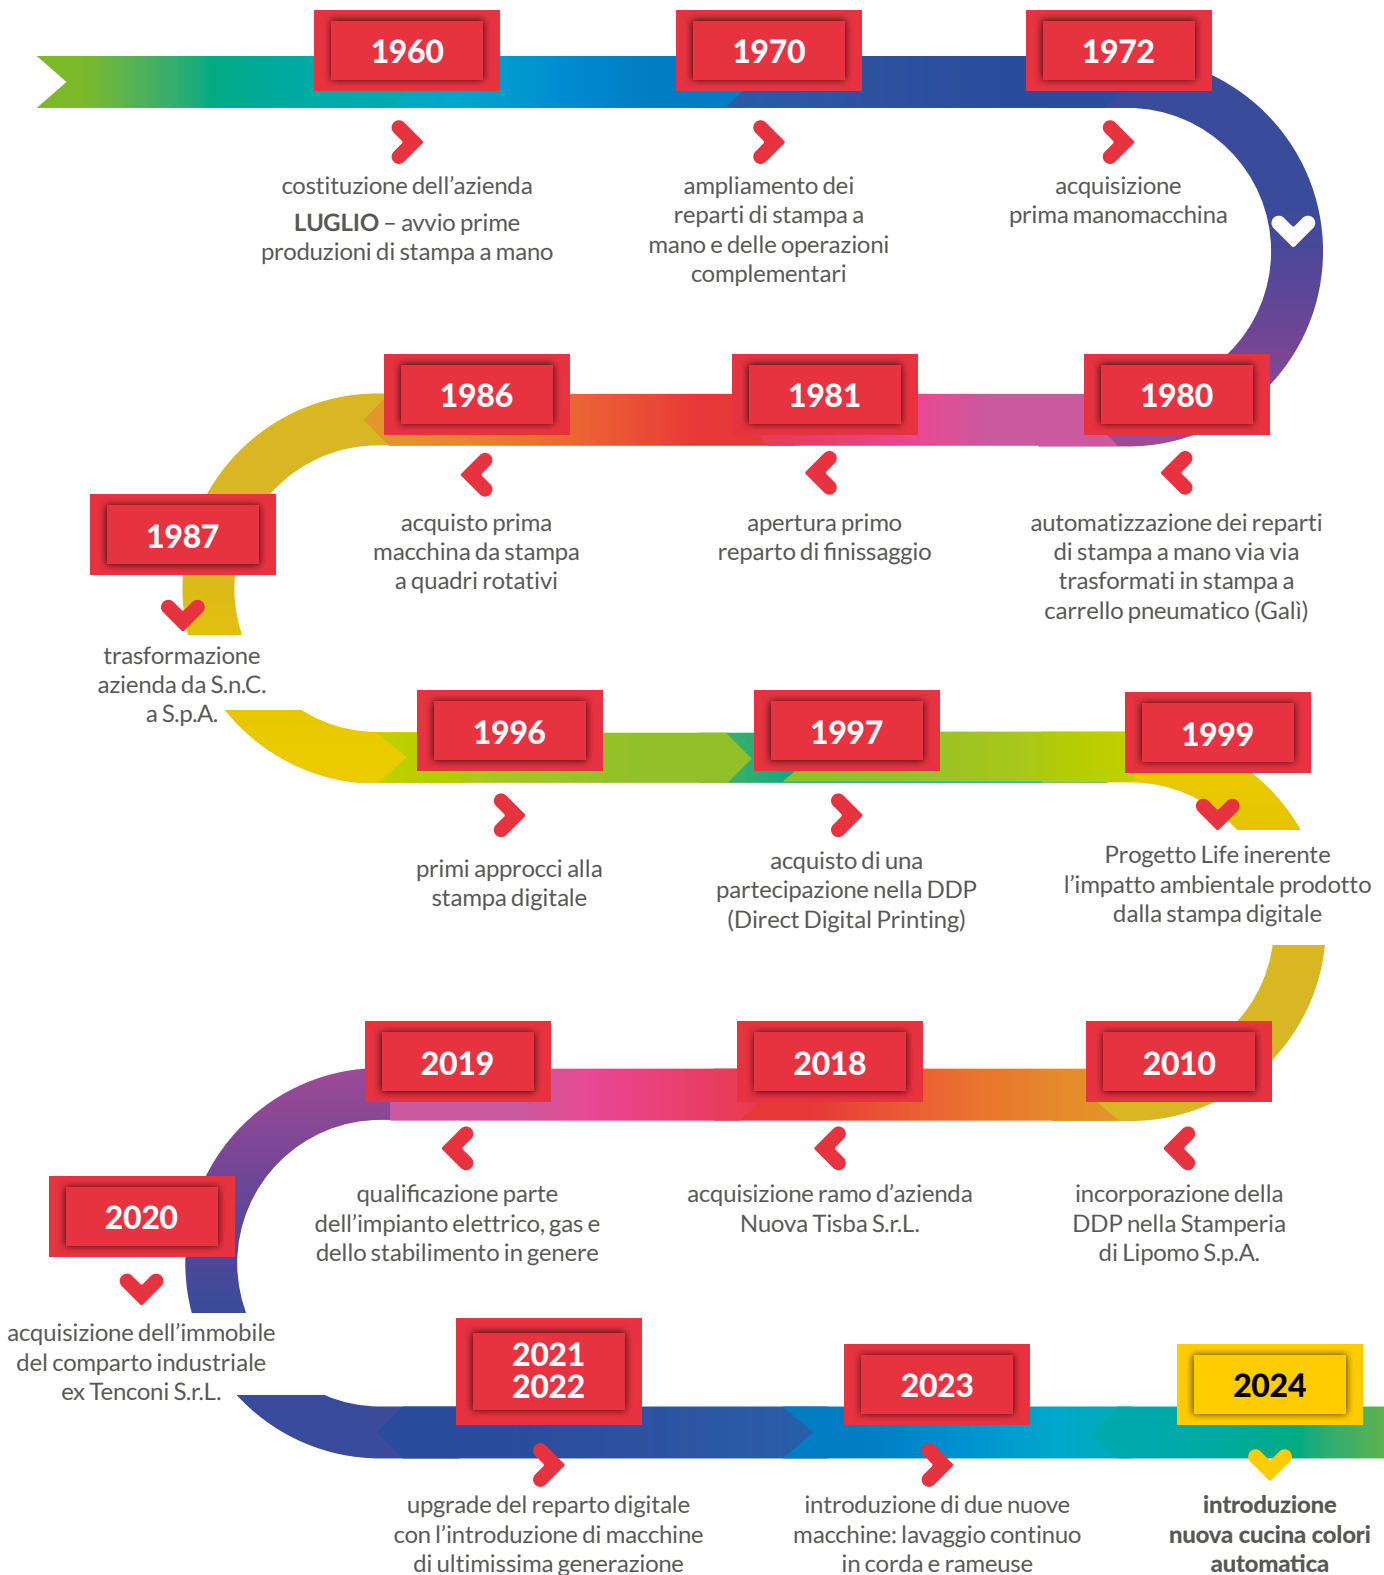 1960
costituzione dell’azienda
LUGLIO – avvio prime
produzioni di stampa a mano
1970
ampliamento dei
reparti di stampa a
mano e delle operazioni
complementari
1972
acquisizione
prima manomacchina
1980
automatizzazione dei reparti
di stampa a mano via via
trasformati in stampa a
carrello pneumatico (Galì)
1981
apertura primo
reparto di finissaggio
1986
acquisto prima
macchina da stampa
a quadri rotativi
1987
trasformazione
azienda da S.n.C.
a S.p.A.
1996
primi approcci alla
stampa digitale
1997
acquisto di una
partecipazione nella DDP
(Direct Digital Printing)
1999
Progetto Life inerente
l’impatto ambientale prodotto
dalla stampa digitale
2010
incorporazione della
DDP nella Stamperia
di Lipomo S.p.A.
2018
acquisizione ramo d’azienda
Nuova Tisba S.r.L.
2019
qualificazione parte
dell’impianto elettrico, gas e
dello stabilimento in genere
2020
acquisizione dell’immobile
del comparto industriale
ex Tenconi S.r.L.
2021
2022
upgrade del reparto digitale
con l’introduzione di macchine
di ultimissima generazione
2023
introduzione di due nuove
macchine: lavaggio continuo
in corda e rameuse
2024
introduzione
nuova cucina colori
automatica